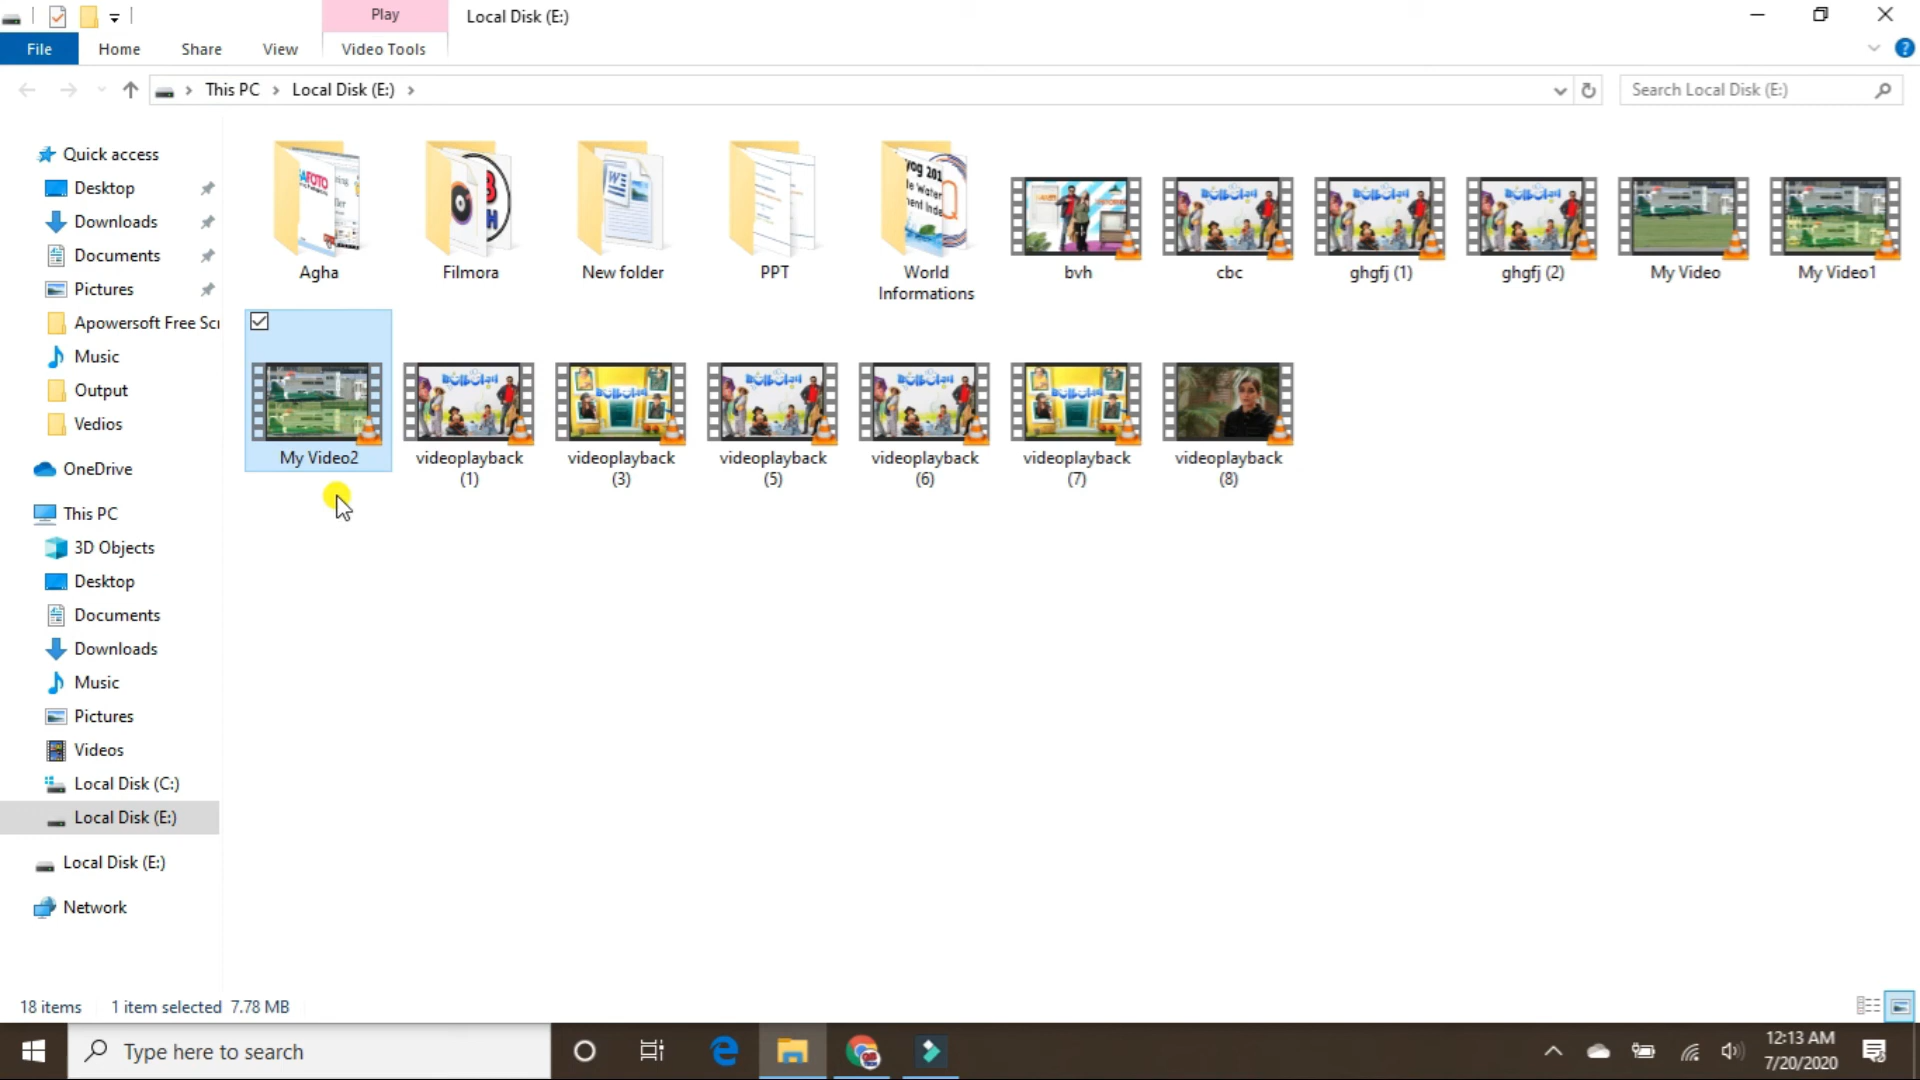 Play
Local Disk (E:)
File
Home
Share
View
Video Tools
This PC
Local Disk (E:)
Search Local Disk (E:)
Quick access
Desktop
Downloads
Documents
Pictures
Apowersoft Free Scr
Music
Output
Vedios
OneDrive
This PC
3D Objects
Desktop
Documents
Downloads
Music
Pictures
Videos
Local Disk (C:)
Local Disk (E:)
Local Disk (E:)
Network
Agha
Filmora
New folder
PPT
World
Informations
bvh
cbc
ghgfj (1)
ghgfj (2)
My Video
My Video1
My Video2
videoplayback
(1)
videoplayback
(3)
videoplayback
(5)
videoplayback
(6)
videoplayback
(7)
videoplayback
(8)
18 items
1 item selected 7.78 MB
Type here to search
12:13 AM
7/20/2020